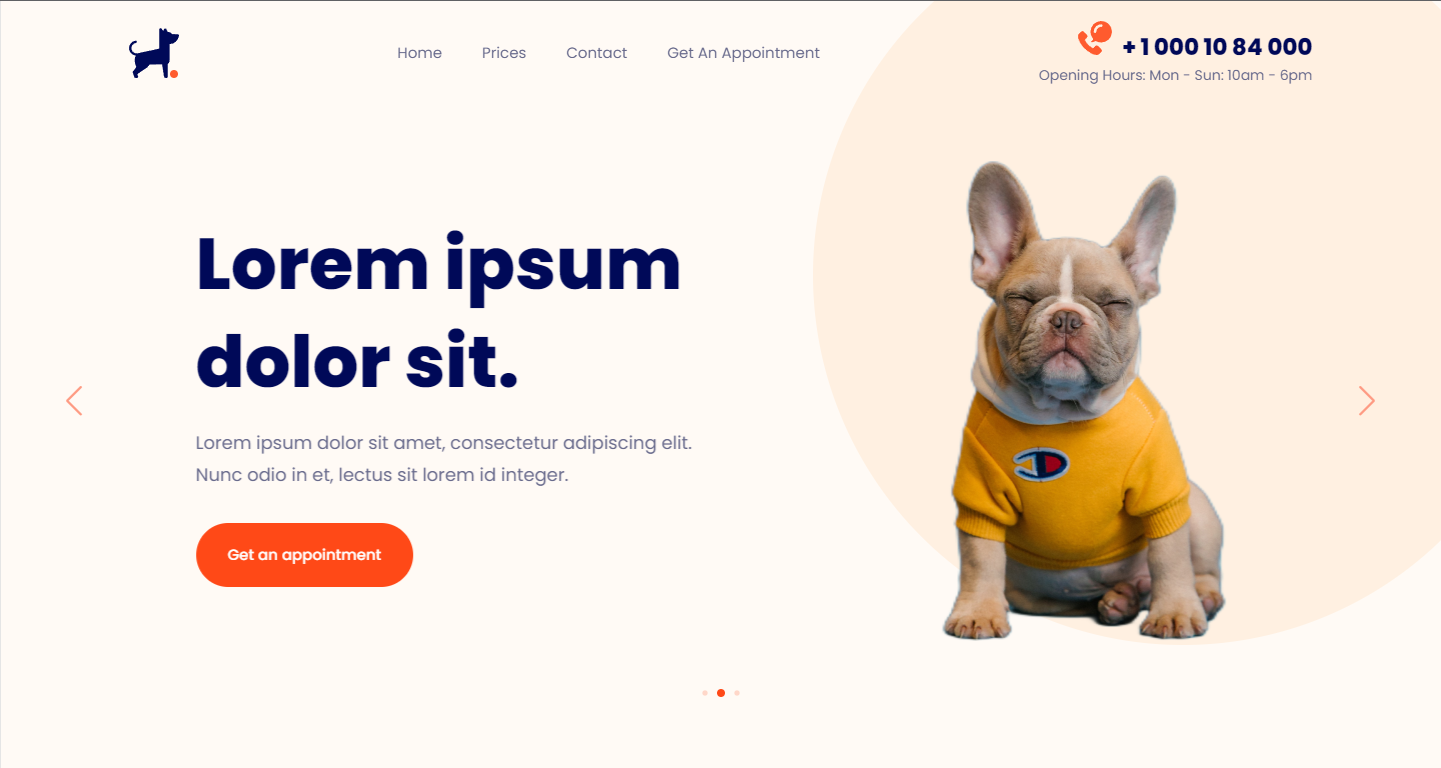 Home
Prices
Contact
Get An Appointment
+ 1 000 10 84 000
Opening Hours: Mon - Sun: 10am - 6pm
Lorem ipsum
dolor sit.
Lorem ipsum dolor sit amet, consectetur adipiscing elit.
Nunc odio in et, lectus sit lorem id integer.
Get an appointment